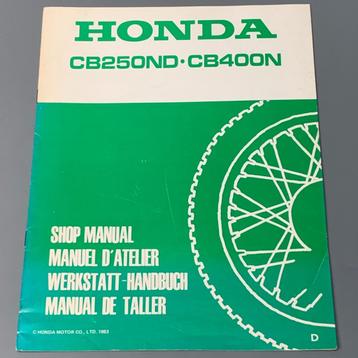 HONDA
CB250ND·CB400N
SHOP MANUAL
MANUEL D'ATELIER
WERKSTATT-HANDBUCH
MANUAL DE TALLER
© HONDA MOTOR CO., LTD. 1983
D